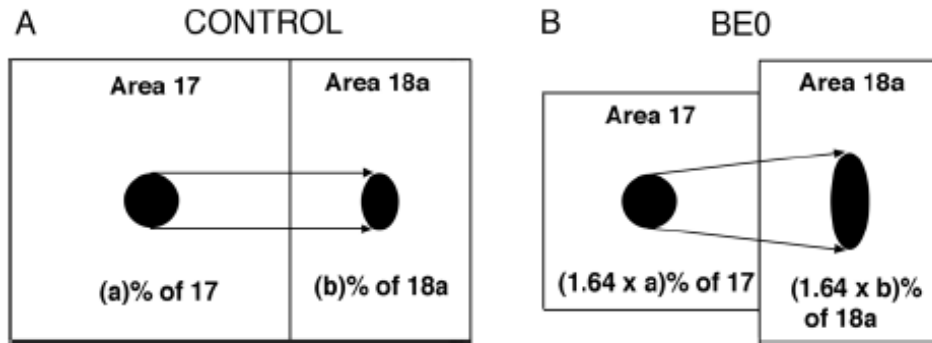 A
CONTROL
Area 17
Area 18a
(a)% of 17
(b)% of 18a
B
BE0
Area 17
Area 18a
(1.64 x a)% of 17
(1.64 x b)%
of 18a